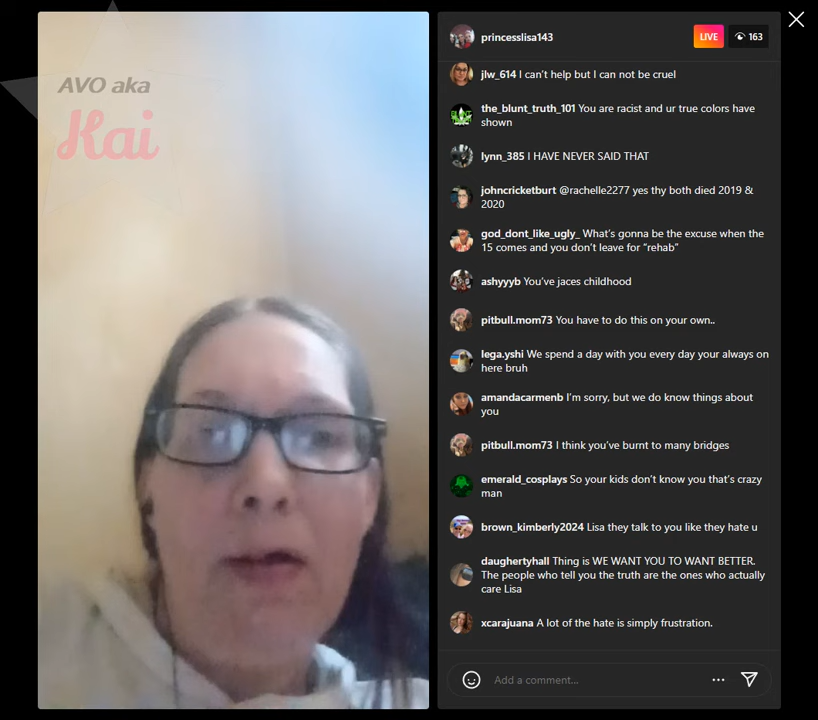 AVO aka
Kai
princesslisa143
LIVE
163
jlw_614 I can't help but I can not be cruel
the_blunt_truth_101 You are racist and ur true colors have
shown
lynn_385 I HAVE NEVER SAID THAT
johncricketburt @rachelle2277 yes thy both died 2019 &
2020
god_dont_like_ugly_ What's gonna be the excuse when the
15 comes and you don't leave for “rehab”
ashyyyb You've jaces childhood
pitbull.mom73 You have to do this on your own..
lega.yshi We spend a day with you every day your always on
here bruh
amandacarmenb I'm sorry, but we do know things about
you
pitbull.mom73 I think you've burnt to many bridges
emerald_cosplays So your kids don't know you that's crazy
man
brown_kimberly2024 Lisa they talk to you like they hate u
daughertyhall Thing is WE WANT YOU TO WANT BETTER.
The people who tell you the truth are the ones who actually
care Lisa
xcarajuana A lot of the hate is simply frustration.
Add a comment...